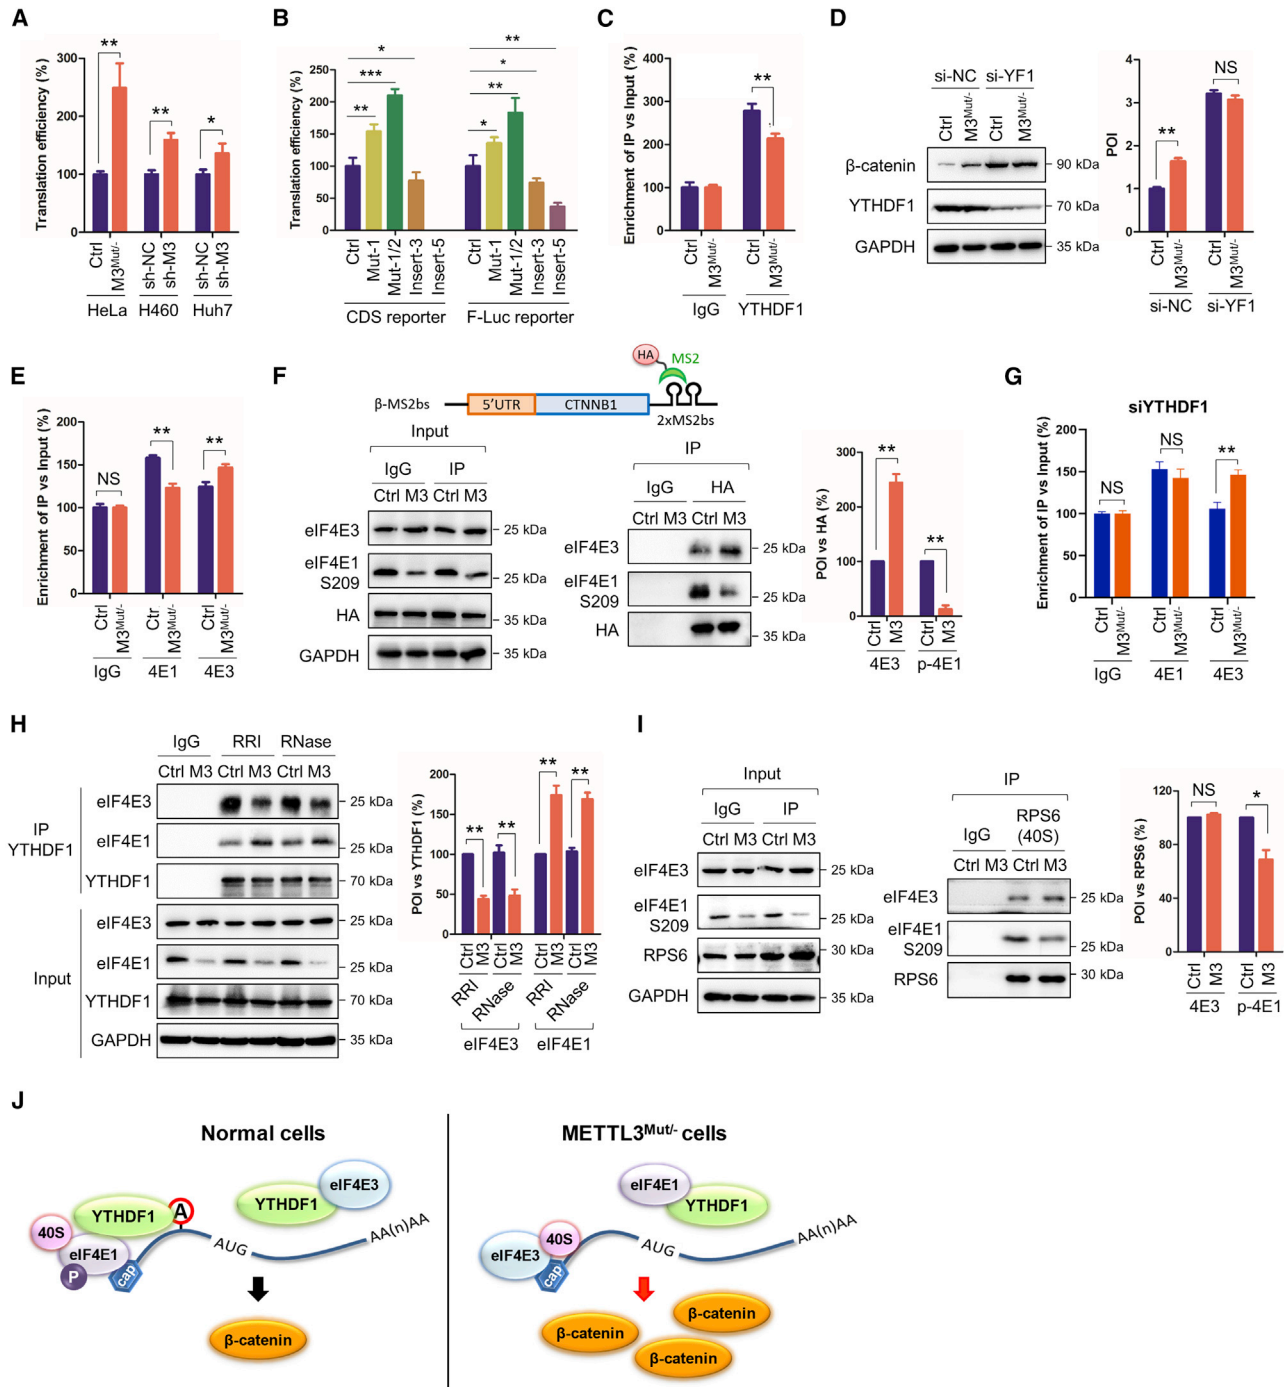 A
Translation efficiency (%)
300
200
100
0
**
**
*
Ctrl
M3Mut/-
sh-NC
sh-M3
sh-NC
sh-M3
HeLa
H460
Huh7
B
Translation efficiency (%)
250
200
150
100
50
0
*
***
**
**
*
**
*
Ctrl
Mut-1
Mut-1/2
Insert-3
Insert-5
Ctrl
Mut-1
Mut-1/2
Insert-3
Insert-5
CDS reporter
F-Luc reporter
C
Enrichment of IP vs Input (%)
400
300
200
100
0
**
Ctrl
M3Mut/-
Ctrl
M3Mut/-
IgG
YTHDF1
D
si-NC si-YF1
Ctrl
M3Mut/-
Ctrl
M3Mut/-
β-catenin
90 kDa
YTHDF1
70 kDa
GAPDH
35 kDa
POI
4
3
2
1
0
**
NS
Ctrl
M3Mut/-
Ctrl
M3Mut/-
si-NC
si-YF1
E
Enrichment of IP vs Input (%)
200
150
100
50
0
NS
**
**
Ctrl
M3Mut/-
Ctrl
M3Mut/-
Ctrl
M3Mut/-
IgG
4E1
4E3
F
HA
MS2
β-MS2bs
5'UTR
CTNNB1
2xMS2bs
Input
IgG
IP
Ctrl M3 Ctrl M3
eIF4E3
25 kDa
eIF4E1
S209
25 kDa
HA
35 kDa
GAPDH
35 kDa
IP
IgG
HA
Ctrl M3 Ctrl M3
eIF4E3
25 kDa
eIF4E1
S209
25 kDa
HA
35 kDa
POI vs HA (%)
300
200
100
0
**
**
Ctrl
M3
Ctrl
M3
4E3
p-4E1
G
siYTHDF1
Enrichment of IP vs Input (%)
200
150
100
50
0
NS
NS
**
Ctrl
M3Mut/-
Ctrl
M3Mut/-
Ctrl
M3Mut/-
IgG
4E1
4E3
H
IgG
RRI
RNase
Ctrl M3 Ctrl M3 Ctrl M3
IP
YTHDF1
eIF4E3
25 kDa
eIF4E1
25 kDa
YTHDF1
70 kDa
Input
eIF4E3
25 kDa
eIF4E1
25 kDa
YTHDF1
70 kDa
GAPDH
35 kDa
POI vs YTHDF1 (%)
200
150
100
50
0
**
**
**
**
Ctrl
M3
Ctrl
M3
Ctrl
M3
Ctrl
M3
RRI
RNase
RRI
RNase
eIF4E3
eIF4E1
I
Input
IgG
IP
Ctrl M3 Ctrl M3
eIF4E3
25 kDa
eIF4E1
S209
25 kDa
RPS6
30 kDa
GAPDH
35 kDa
IP
IgG
RPS6
(40S)
Ctrl M3 Ctrl M3
eIF4E3
25 kDa
eIF4E1
S209
25 kDa
RPS6
30 kDa
POI vs RPS6 (%)
120
80
40
0
NS
*
Ctrl
M3
Ctrl
M3
4E3
p-4E1
J
Normal cells
YTHDF1
eIF4E3
YTHDF1
A
40S
eIF4E1
P
cap
AUG
AA(n)AA
β-catenin
METTL3Mut/- cells
eIF4E1
YTHDF1
40S
eIF4E3
cap
AUG
AA(n)AA
β-catenin
β-catenin
β-catenin